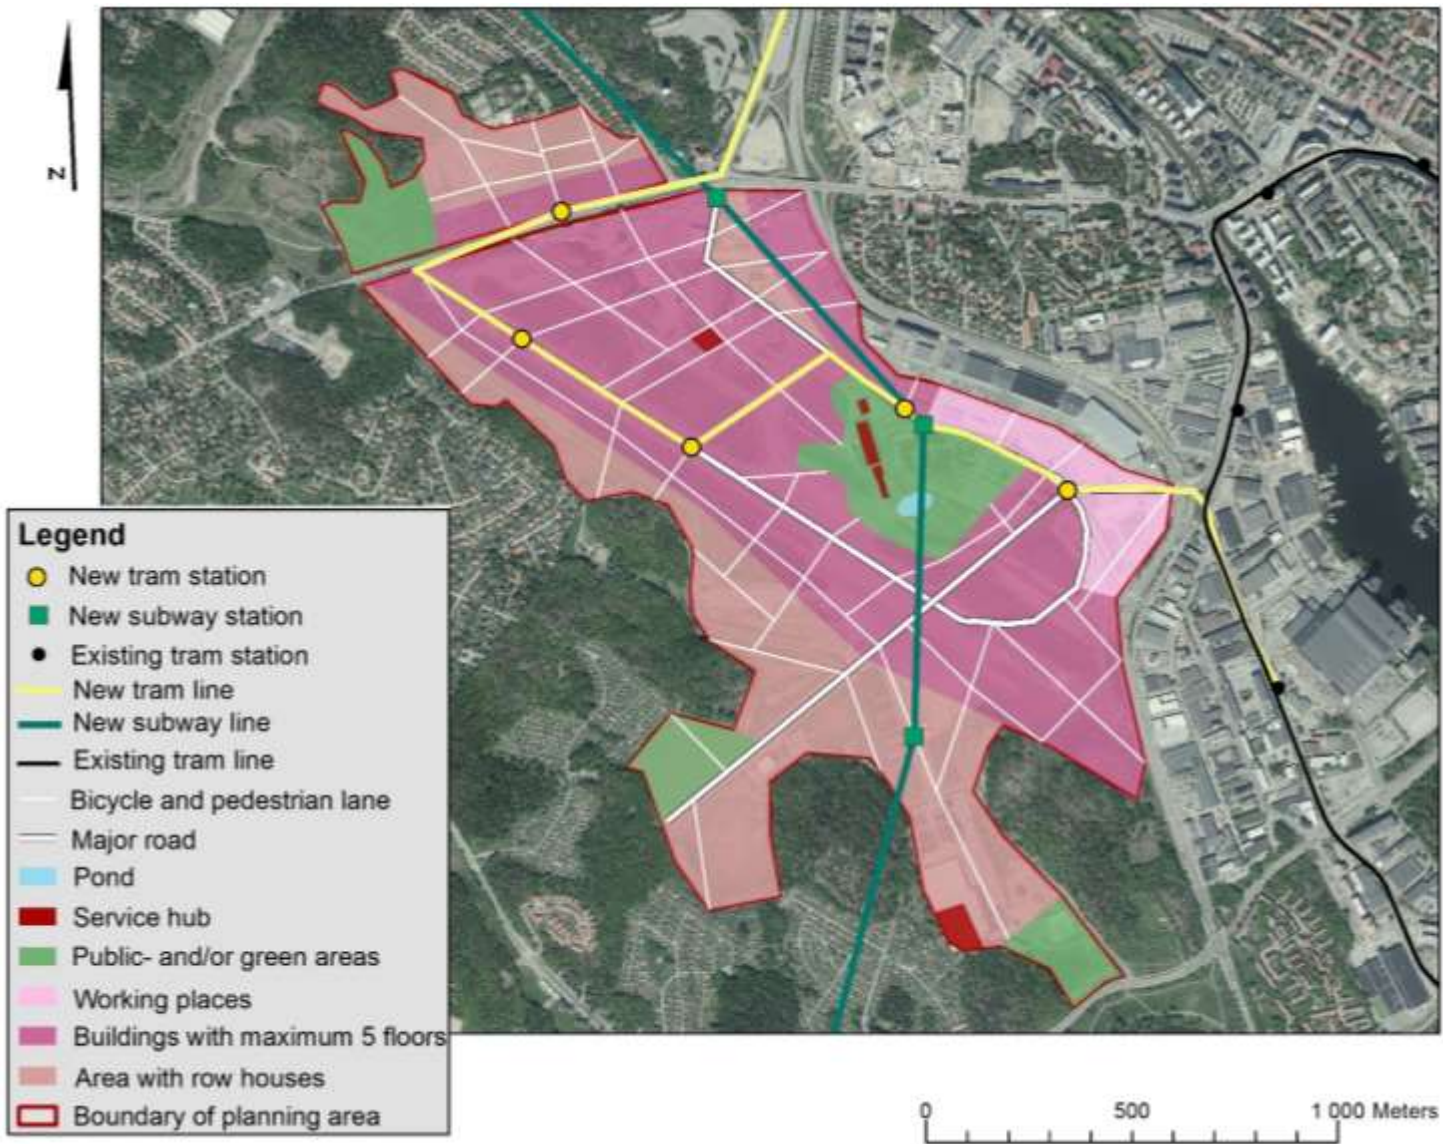 N
Legend
New tram station
New subway station
Existing tram station
New tram line
New subway line
Existing tram line
Bicycle and pedestrian lane
Major road
Pond
Service hub
Public- and/or green areas
Working places
Buildings with maximum 5 floors
Area with row houses
Boundary of planning area
0 500 1 000 Meters